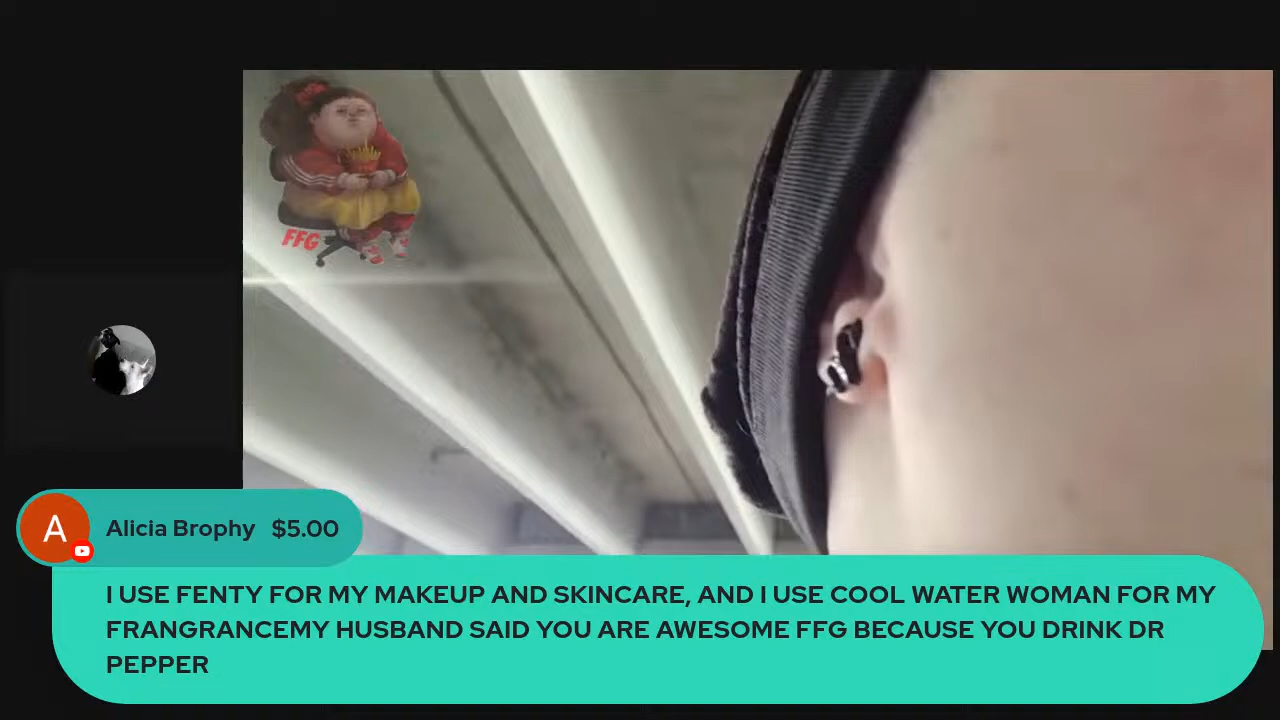 FFG
A
Alicia Brophy $5.00
I USE FENTY FOR MY MAKEUP AND SKINCARE, AND I USE COOL WATER WOMAN FOR MY
FRANGRANCEMY HUSBAND SAID YOU ARE AWESOME FFG BECAUSE YOU DRINK DR
PEPPER